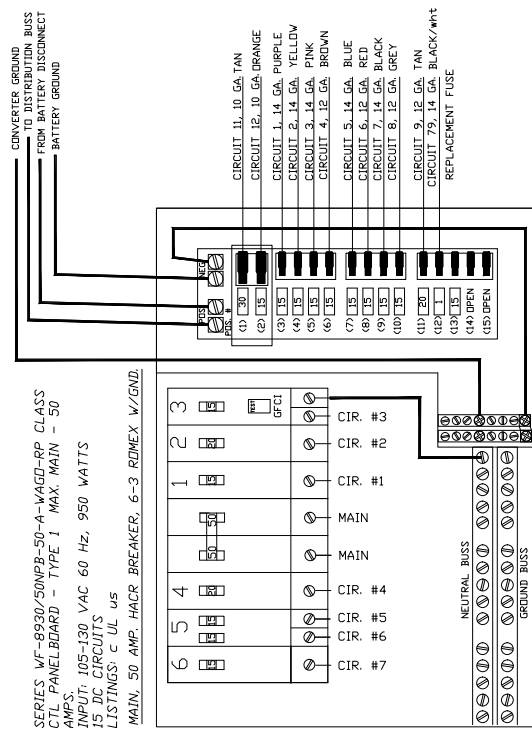 CONVERTER GROUND
TO DISTRIBUTION BUSS
FROM BATTERY DISCONNECT
BATTERY GROUND
CIRCUIT 11, 10 GA. TAN
CIRCUIT 12, 10 GA. ORANGE
CIRCUIT 1, 14 GA. PURPLE
CIRCUIT 2, 14 GA. YELLOW
CIRCUIT 3, 14 GA. PINK
CIRCUIT 4, 12 GA. BROWN
CIRCUIT 5, 14 GA. BLUE
CIRCUIT 6, 12 GA. RED
CIRCUIT 7, 14 GA. BLACK
CIRCUIT 8, 12 GA. GREY
CIRCUIT 9, 12 GA. TAN
CIRCUIT 79, 14 GA. BLACK/wht
REPLACEMENT FUSE
POS
NEG
POS. #
(1) 30
(2) 15
(3) 15
(4) 15
(5) 15
(6) 15
(7) 15
(8) 15
(9) 15
(10) 15
(11) 20
(12) 1
(13) 15
(14) OPEN
(15) OPEN
SERIES WF-8930/50NPB-50-A-WAGO-RP CLASS
CTL PANELBOARD - TYPE 1 MAX. MAIN - 50
AMPS.
INPUT: 105-130 VAC 60 Hz, 950 WATTS
15 DC CIRCUITS
LISTINGS: c UL us
MAIN, 50 AMP. HACR BREAKER, 6-3 ROMEX W/GND.
3
15
TEST
GFCI
CIR. #3
2
20
CIR. #2
1
15
CIR. #1
50
MAIN
50
MAIN
4
20
CIR. #4
5
15
15
CIR. #5
CIR. #6
6
15
CIR. #7
NEUTRAL BUSS
GROUND BUSS